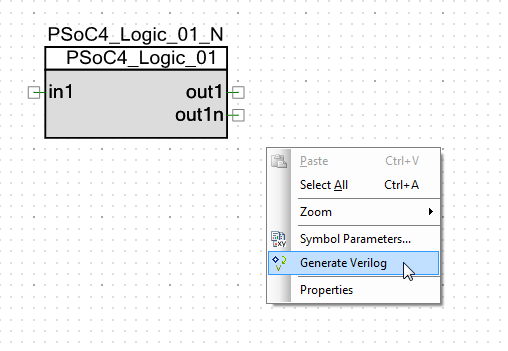 PSoC4_Logic_01_N
PSoC4_Logic_01
in1 out1
out1n
Paste Ctrl+V
Select All Ctrl+A
Zoom
Symbol Parameters...
Generate Verilog
Properties